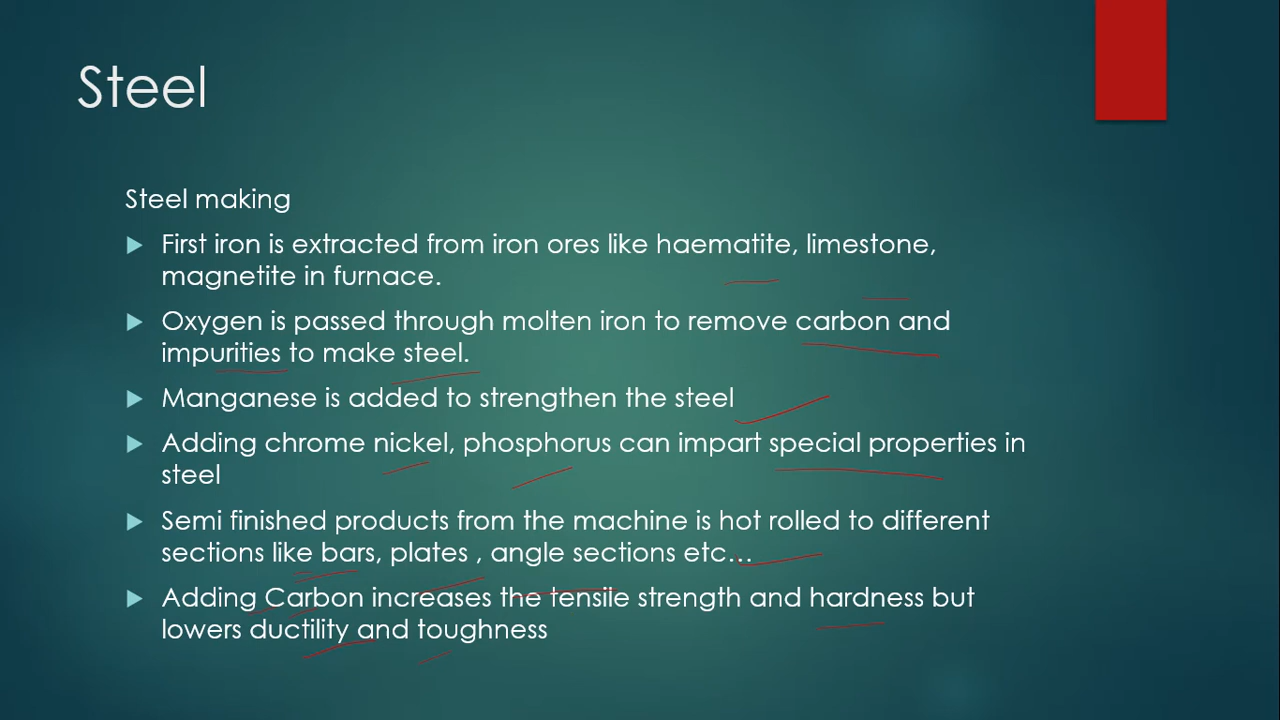 Steel
Steel making
First iron is extracted from iron ores like haematite, limestone,
magnetite in furnace.
Oxygen is passed through molten iron to remove carbon and
impurities to make steel.
Manganese is added to strengthen the steel
Adding chrome nickel, phosphorus can impart special properties in
steel
Semi finished products from the machine is hot rolled to different
sections like bars, plates , angle sections etc…
Adding Carbon increases the tensile strength and hardness but
lowers ductility and toughness